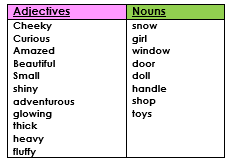 Adjectives Nouns
Cheeky snow
Curious girl
Amazed window
Beautiful door
Small doll
shiny handle
adventurous shop
glowing toys
thick
heavy
fluffy